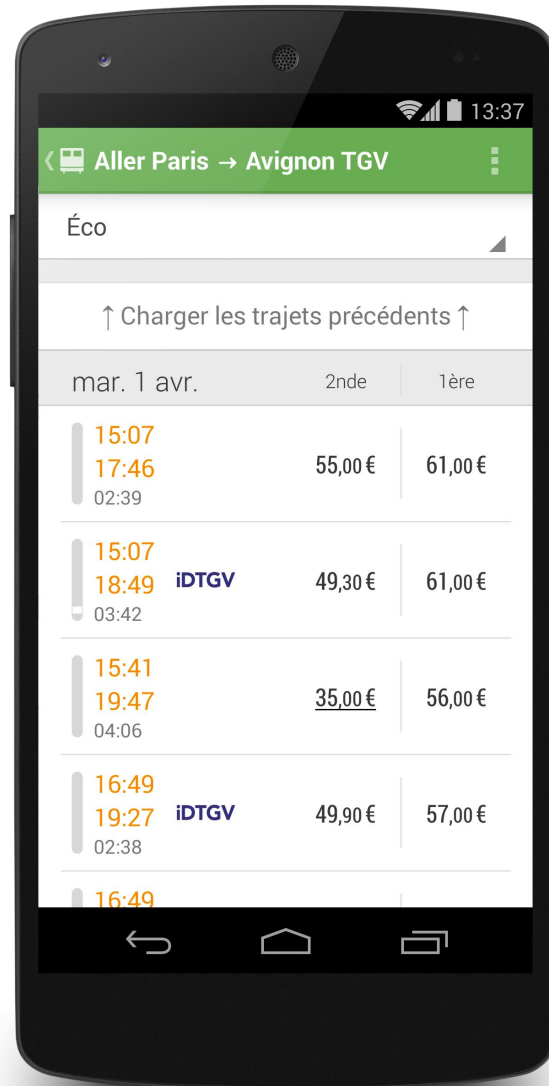 13:37
Aller Paris → Avignon TGV
Éco
↑ Charger les trajets précédents ↑
mar. 1 avr. 2nde 1ère
15:07
17:46 55,00 € 61,00 €
02:39
15:07
18:49 iDTGV 49,30 € 61,00 €
03:42
15:41
19:47 35,00 € 56,00 €
04:06
16:49
19:27 iDTGV 49,90 € 57,00 €
02:38
16:49